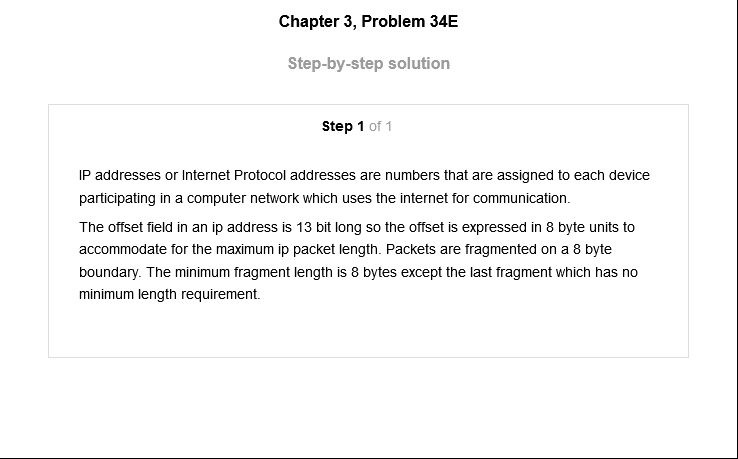 Chapter 3, Problem 34E
Step-by-step solution
Step 1 of 1
IP addresses or Internet Protocol addresses are numbers that are assigned to each device
participating in a computer network which uses the internet for communication.
The offset field in an ip address is 13 bit long so the offset is expressed in 8 byte units to
accommodate for the maximum ip packet length. Packets are fragmented on a 8 byte
boundary. The minimum fragment length is 8 bytes except the last fragment which has no
minimum length requirement.